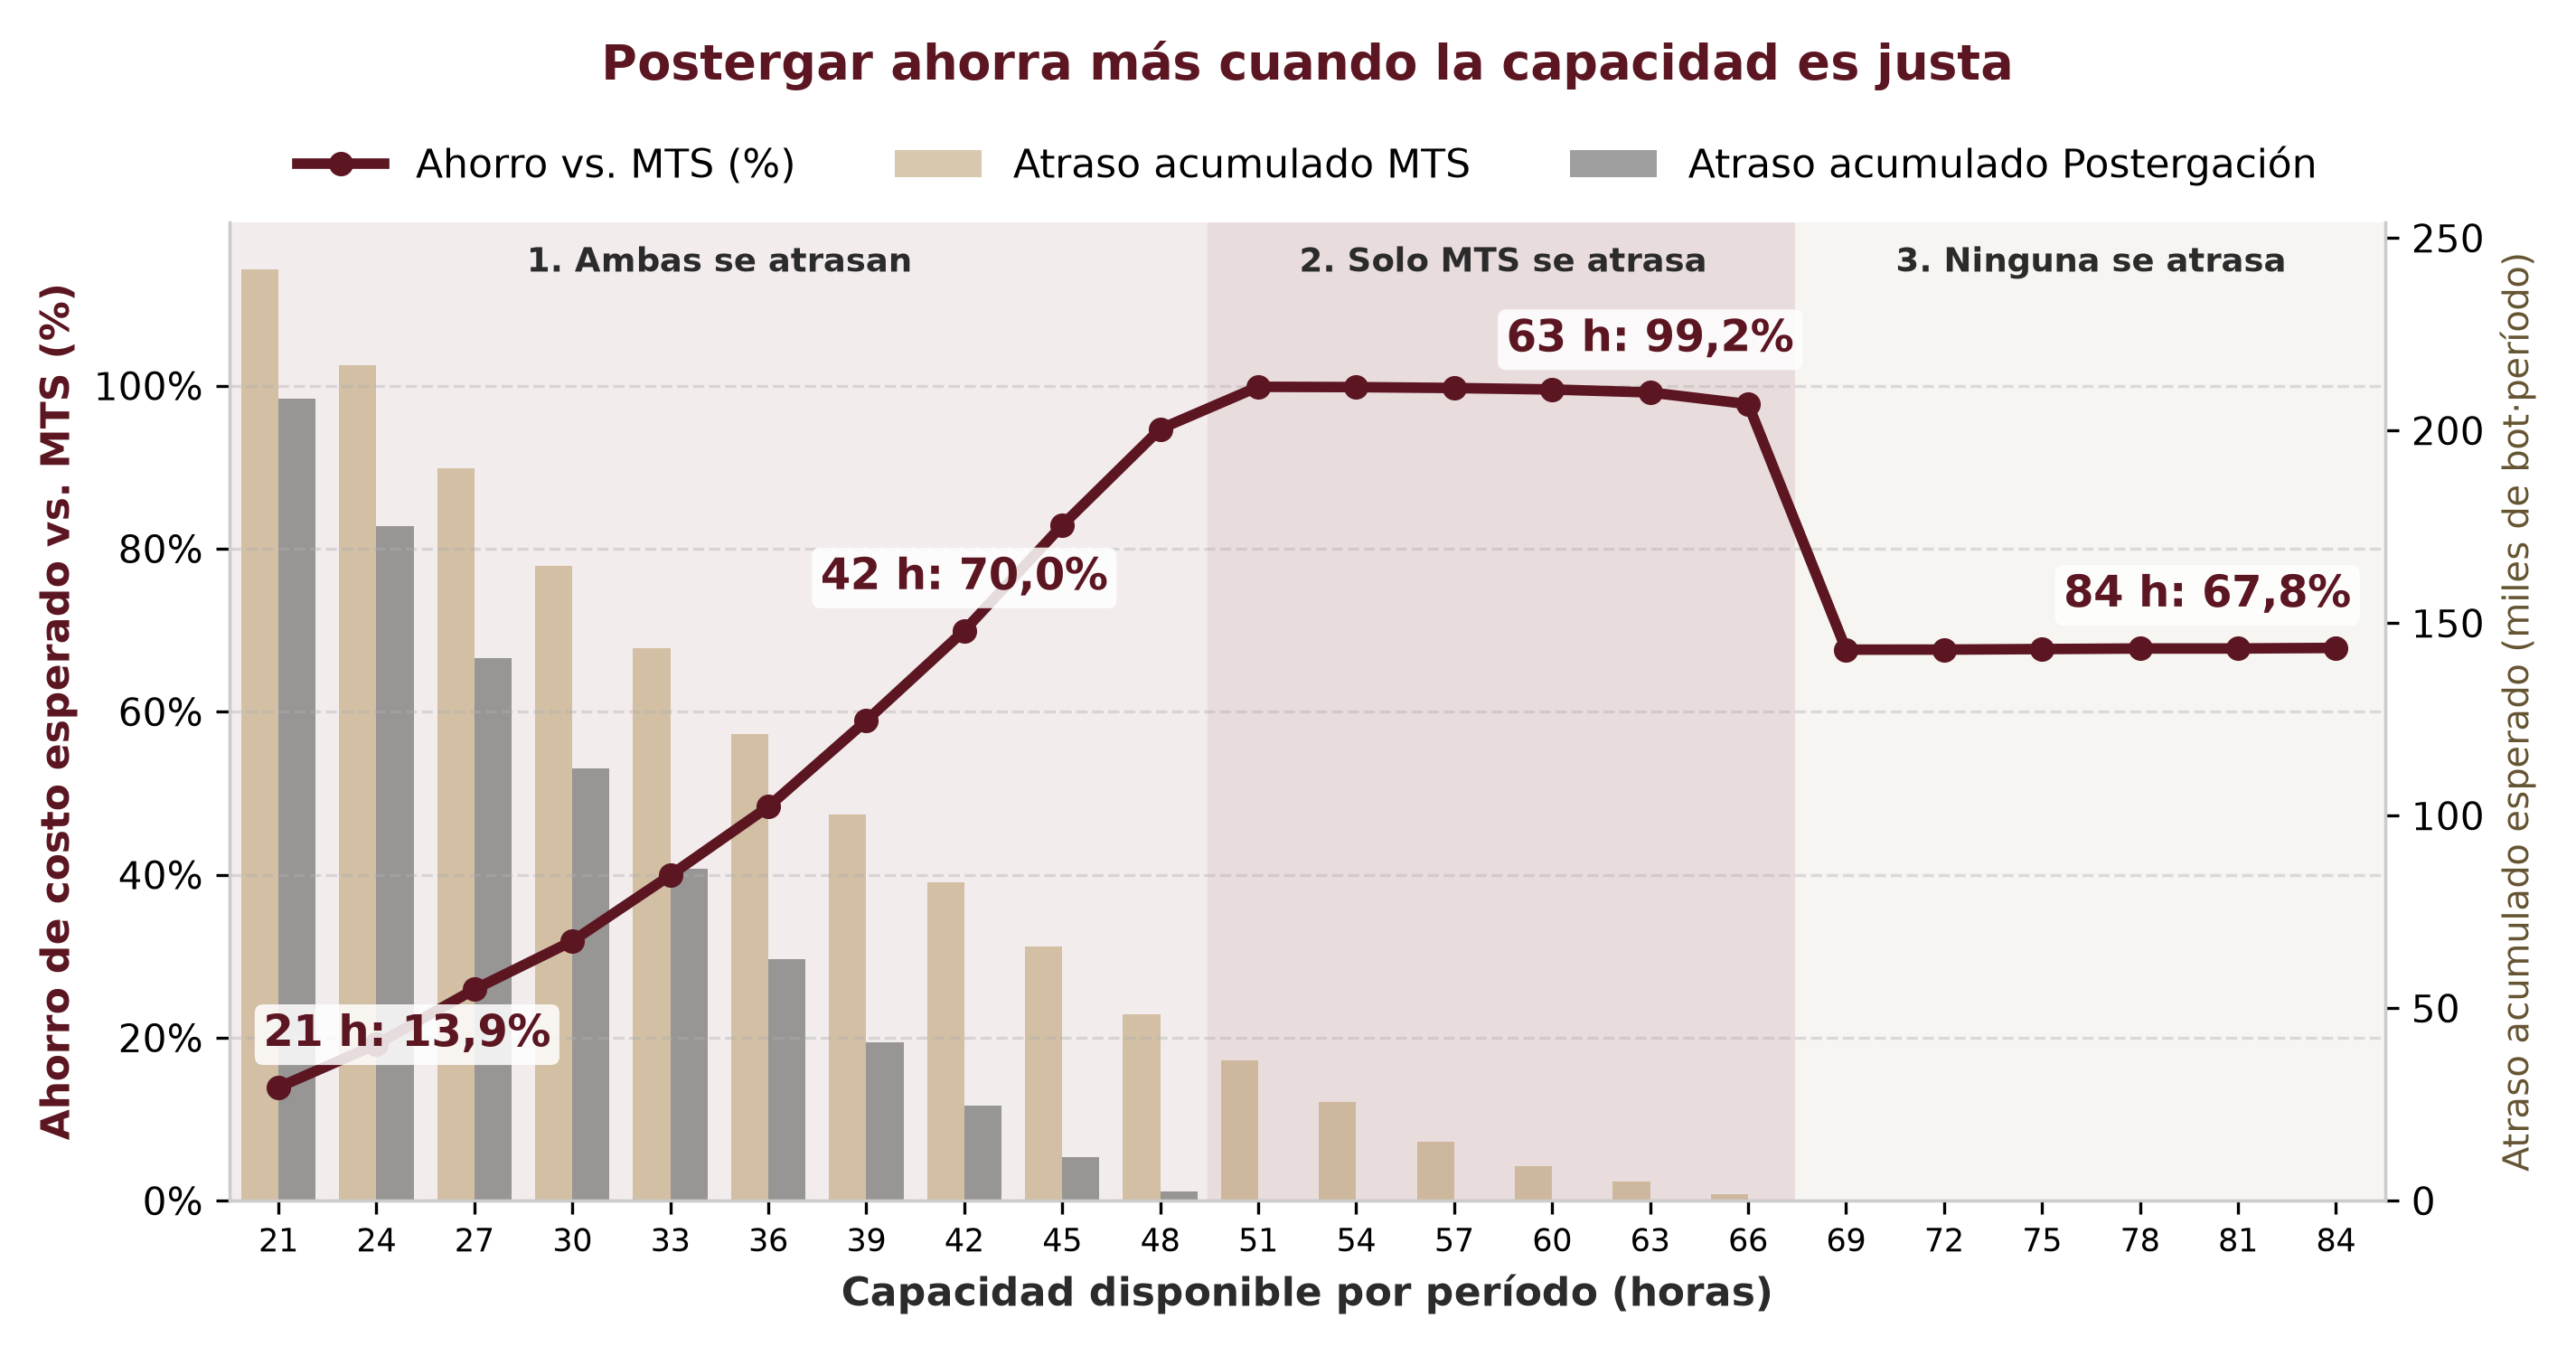 Postergar ahorra más cuando la capacidad es justa
Ahorro vs. MTS (%)
Atraso acumulado MTS
Atraso acumulado Postergación
1. Ambas se atrasan
2. Solo MTS se atrasa
3. Ninguna se atrasa
Ahorro de costo esperado vs. MTS (%)
100%
80%
60%
40%
20%
0%
21 h: 13,9%
42 h: 70,0%
63 h: 99,2%
84 h: 67,8%
250
200
150
100
50
0
Atraso acumulado esperado (miles de bot·período)
21 24 27 30 33 36 39 42 45 48 51 54 57 60 63 66 69 72 75 78 81 84
Capacidad disponible por período (horas)